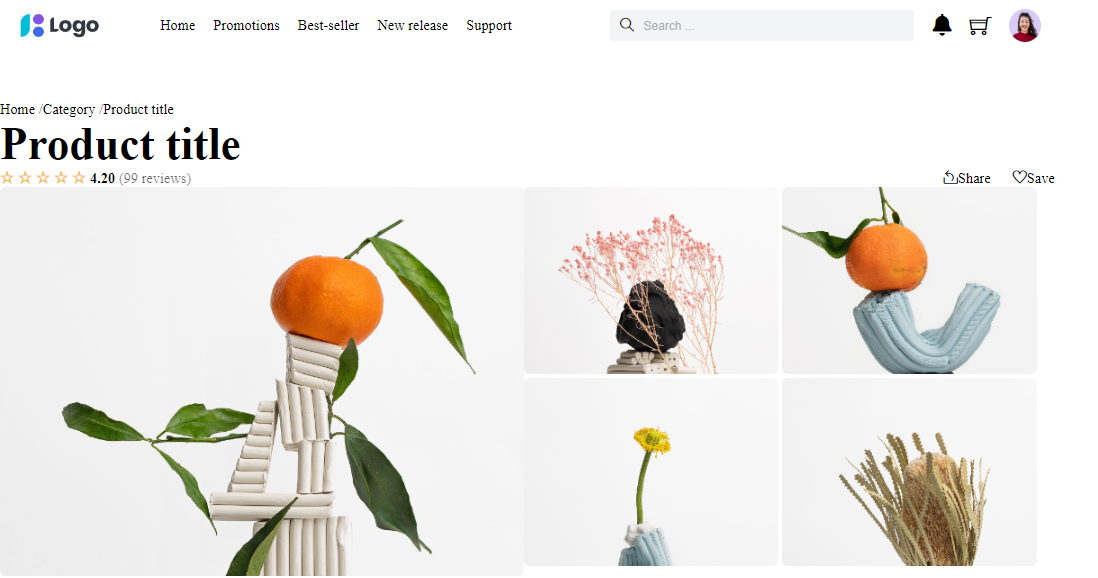 Logo Home Promotions Best-seller New release Support Search ...
Home /Category /Product title
Product title
4.20 (99 reviews) Share Save